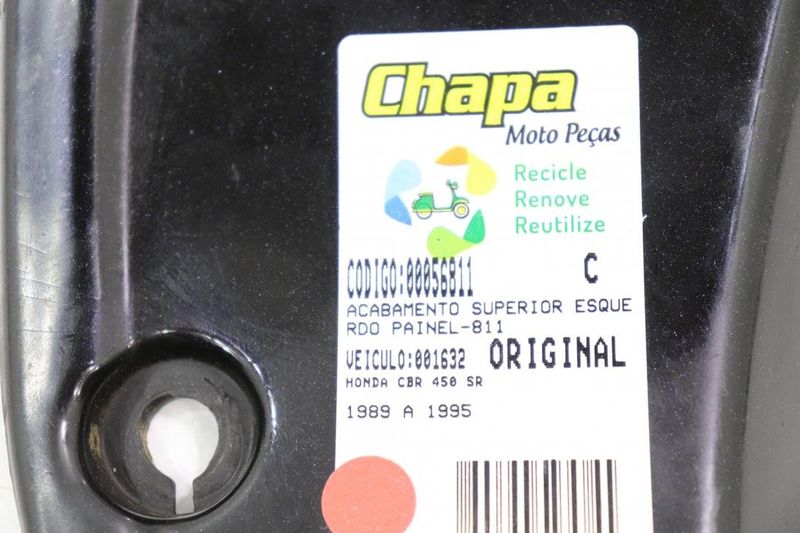 Chapa
Moto Peças
Recicle
Renove
Reutilize
CODIGO:00056811 C
ACABAMENTO SUPERIOR ESQUE
RDO PAINEL-811
VEICULO:001632 ORIGINAL
HONDA CBR 450 SR
1989 A 1995